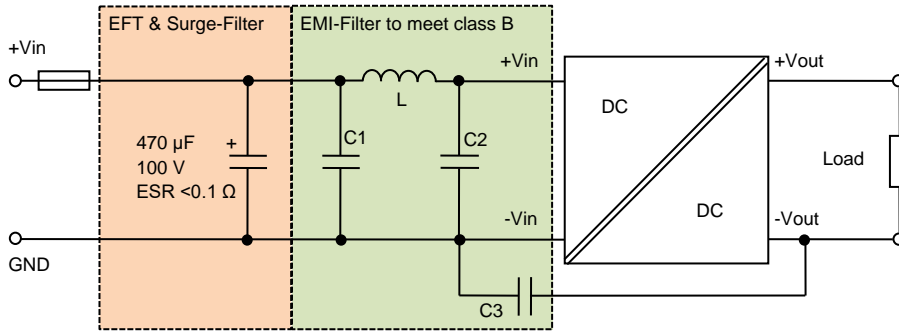 EFT & Surge-Filter
EMI-Filter to meet class B
+Vin
+Vin
+Vout
L
DC
470 µF
100 V
ESR <0.1 Ω
+
C1
C2
Load
DC
-Vin
-Vout
GND
C3